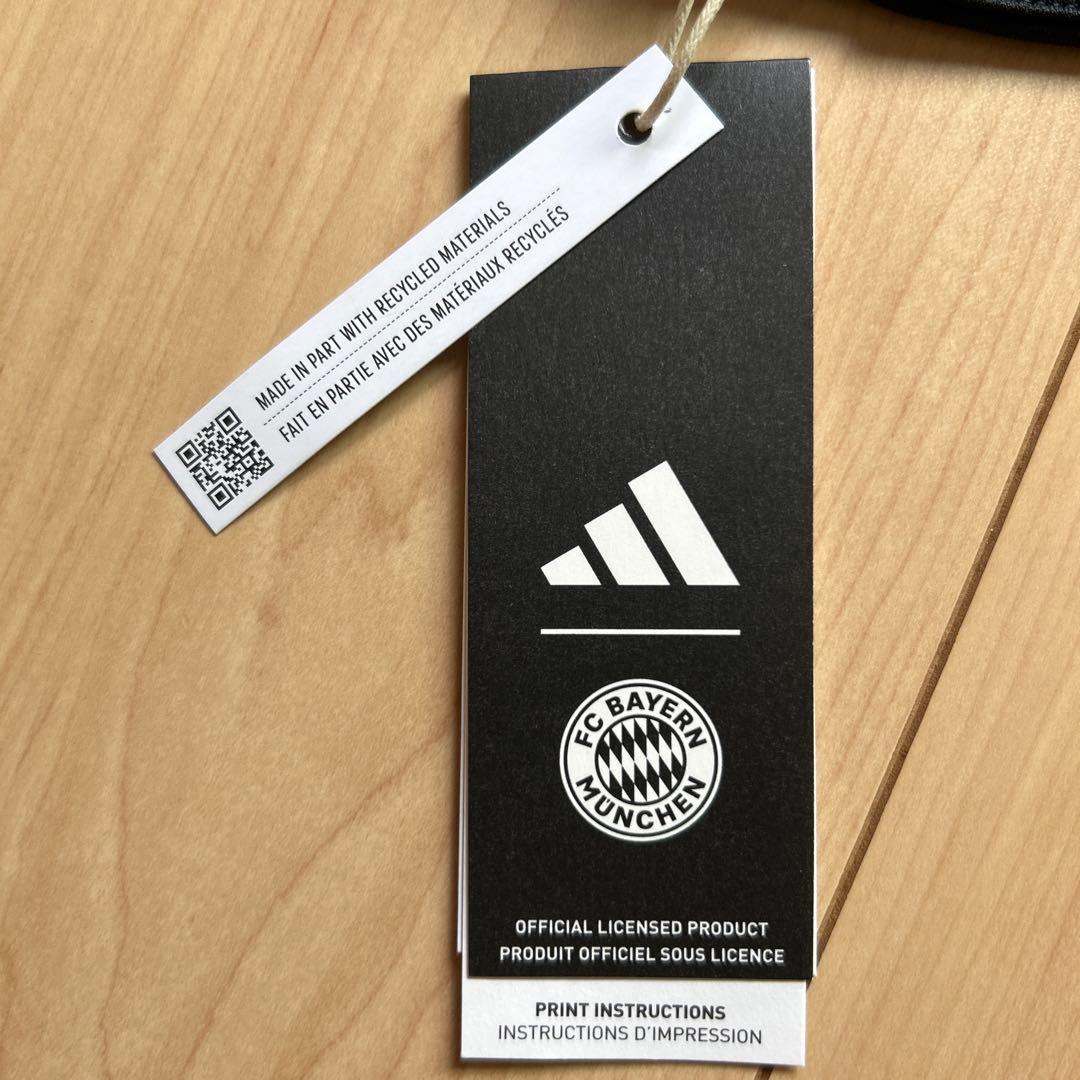 MADE IN PART WITH RECYCLED MATERIALS
FAIT EN PARTIE AVEC DES MATÉRIAUX RECYCLÉS
FC BAYERN
MÜNCHEN
OFFICIAL LICENSED PRODUCT
PRODUIT OFFICIEL SOUS LICENCE
PRINT INSTRUCTIONS
INSTRUCTIONS D'IMPRESSION